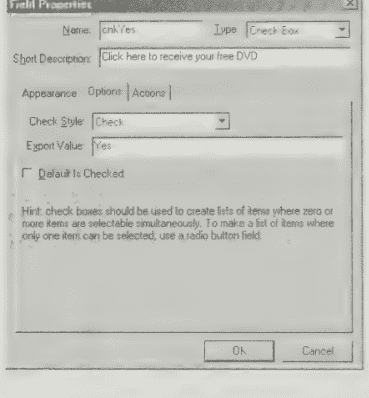 Field Properties
Name: chkYes Type Check Box
Short Description: Click here to receive your free DVD
Appearance Options Actions
Check Style: Check
Export Value: Yes
Default Is Checked
Hint: check boxes should be used to create lists of items where zero or
more items are selectable simultaneously. To make a list of items where
only one item can be selected, use a radio button field.
OK Cancel